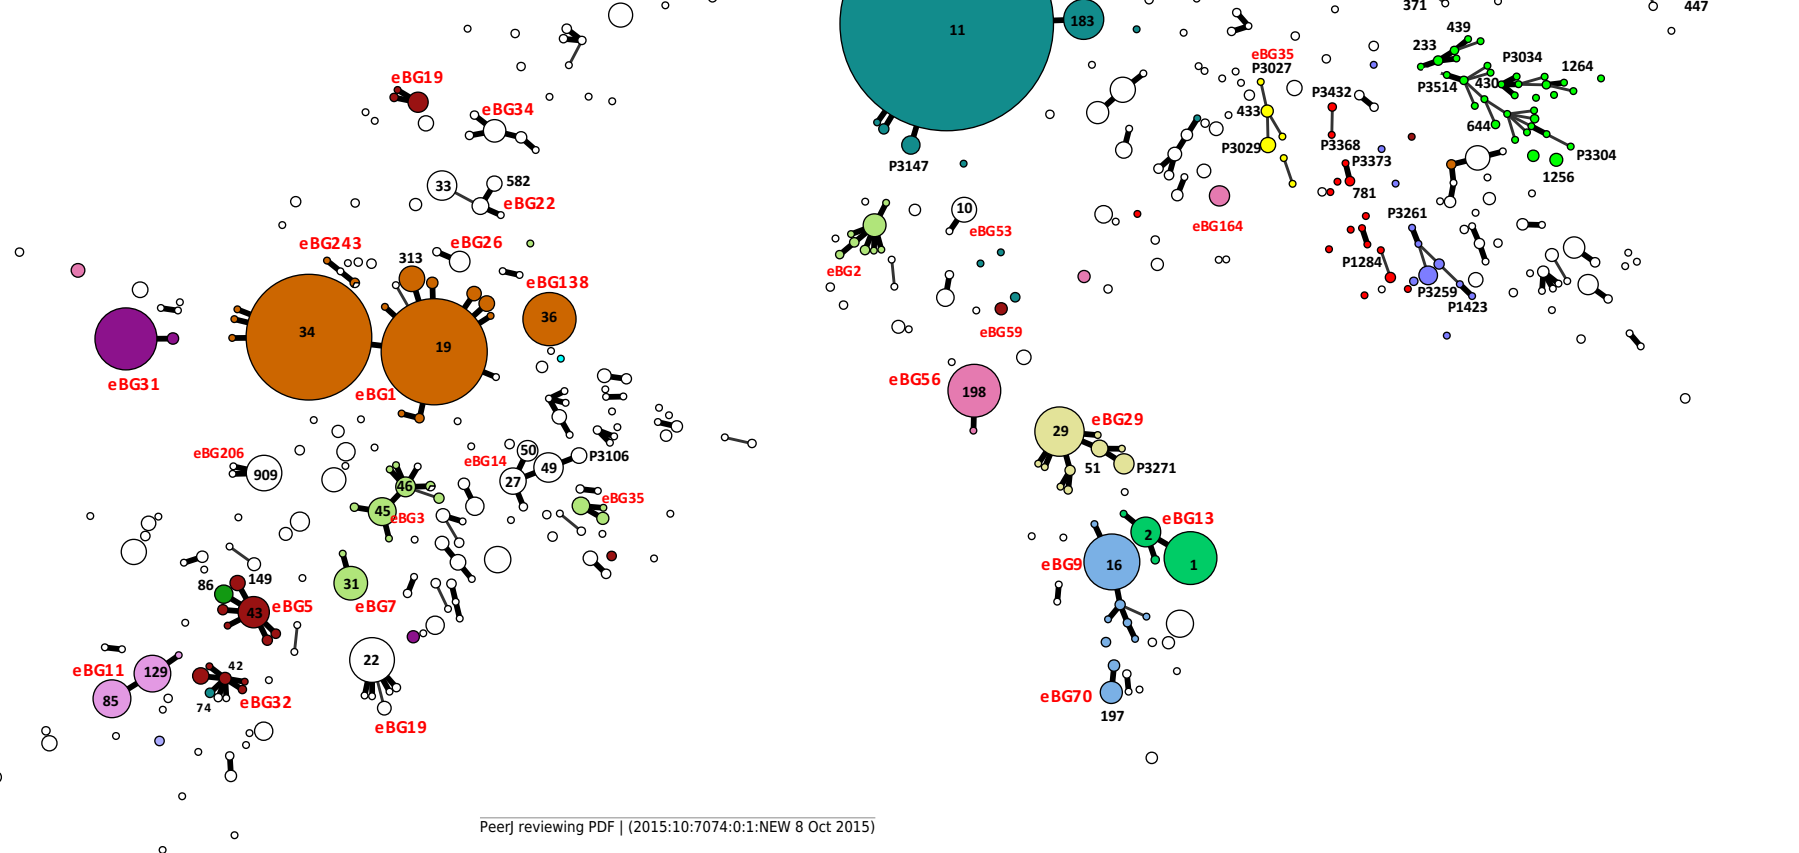 371
447
11
183
439
233
eBG35
P3027
P3034
1264
eBG19
P3514
430
P3432
eBG34
433
644
P3029
P3368
P3147
P3373
P3304
1256
33
582
781
eBG22
10
P3261
eBG164
eBG53
eBG243
eBG26
313
P1284
eBG2
eBG138
P3259
P1423
36
34
19
eBG59
eBG31
eBG1
eBG56
198
eBG29
29
50
eBG206
eBG14
49
P3106
909
27
51
P3271
46
eBG35
45
eBG3
eBG13
2
1
eBG9
16
86
149
31
43
eBG5
eBG7
22
42
eBG11
129
85
74
eBG32
eBG70
197
eBG19
PeerJ reviewing PDF | (2015:10:7074:0:1:NEW 8 Oct 2015)